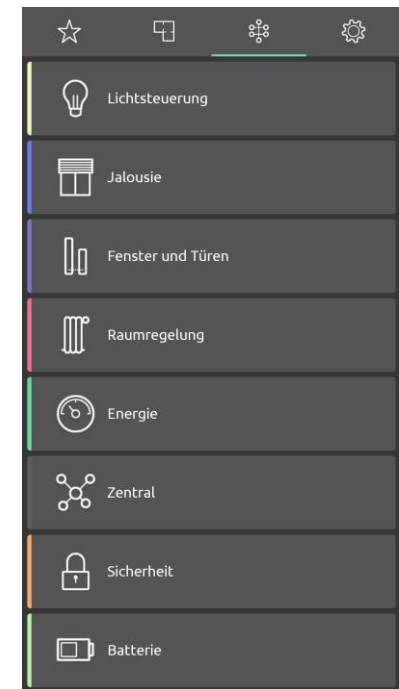 Lichtsteuerung
Jalousie
Fenster und Türen
Raumregelung
Energie
Zentral
Sicherheit
Batterie